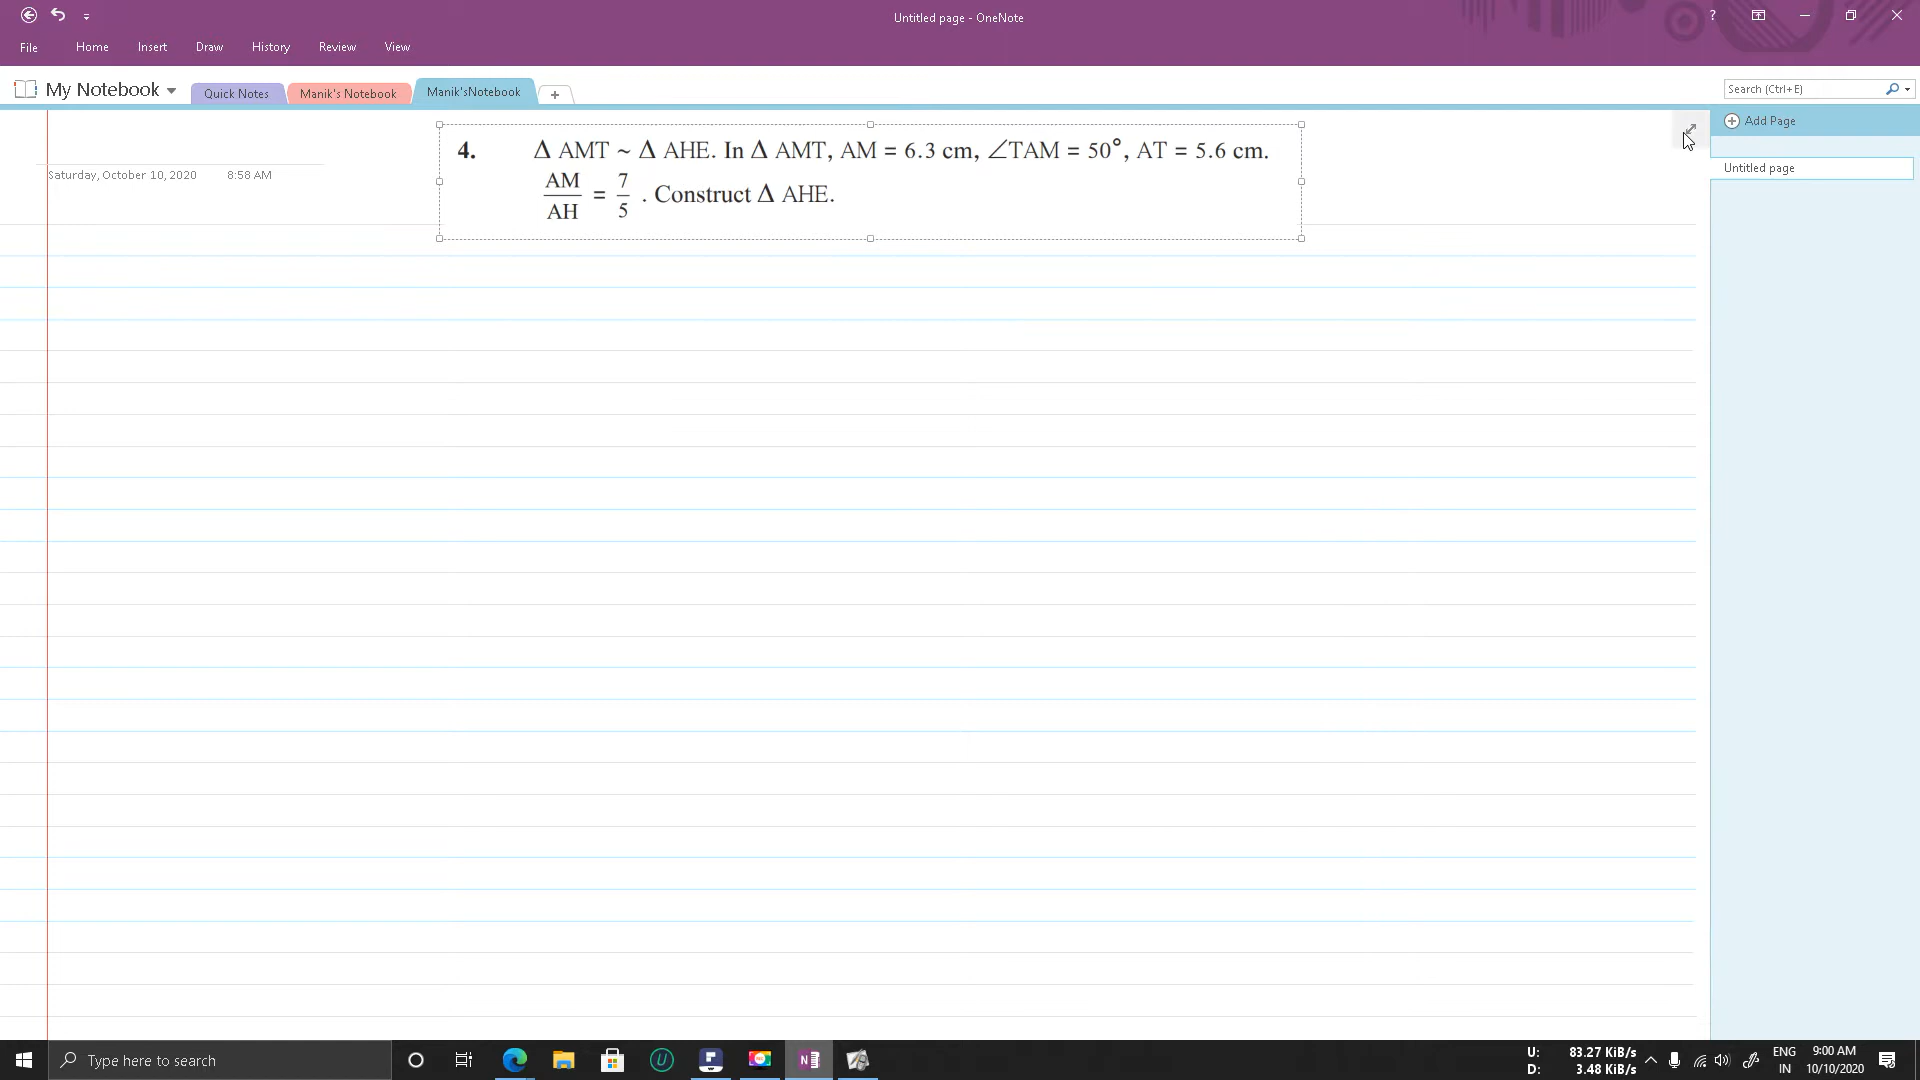 Untitled page - OneNote
?
File Home Insert Draw History Review View
My Notebook Quick Notes Manik's Notebook Manik'sNotebook +
Search (Ctrl+E)
Add Page
Untitled page
Saturday, October 10, 2020 8:58 AM
4. Δ AMT ~ Δ AHE. In Δ AMT, AM = 6.3 cm, ∠TAM = 50°, AT = 5.6 cm.
AM/AH = 7/5 . Construct Δ AHE.
Type here to search
U: 83.27 KiB/s
D: 3.48 KiB/s
ENG
IN
9:00 AM
10/10/2020